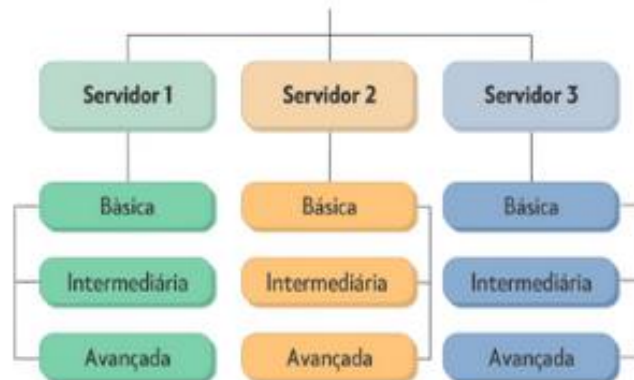 Servidor 1
Servidor 2
Servidor 3
Básica
Básica
Básica
Intermediária
Intermediária
Intermediária
Avançada
Avançada
Avançada